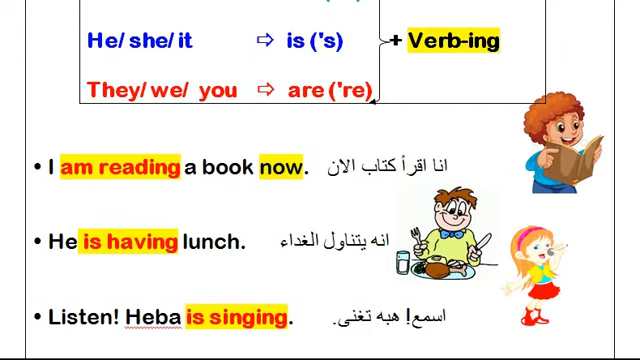 He/ she/it ⇨ is ('s)
+ Verb-ing
They/ we/ you ⇨ are ('re)
• I am reading a book now. انا اقرأ كتاب الان
• He is having lunch. انه يتناول الغداء
• Listen! Heba is singing. اسمع! هبه تغنى.